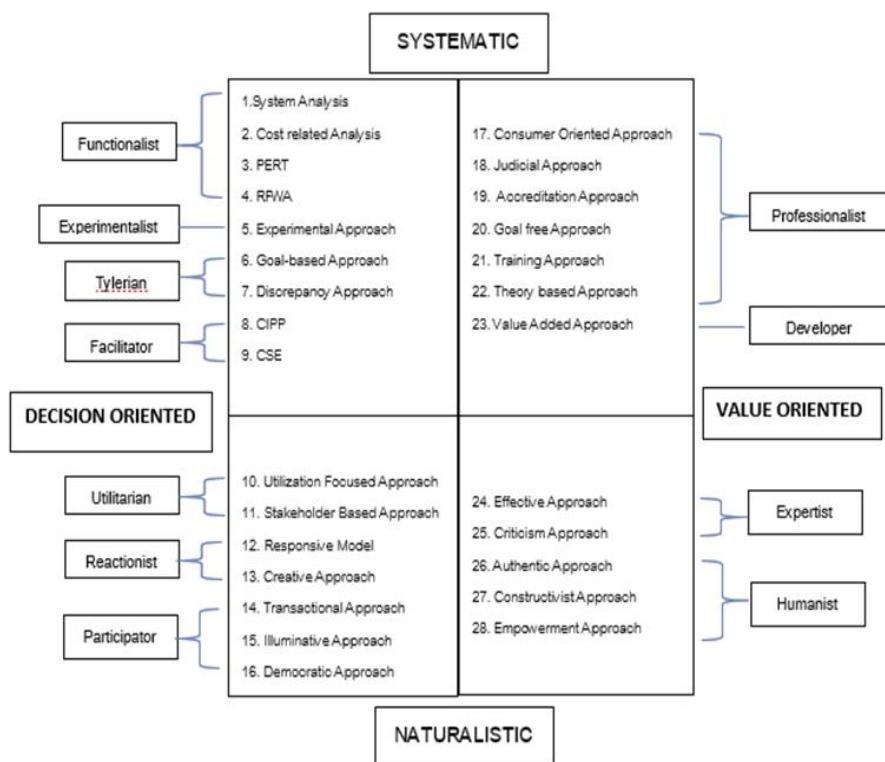 SYSTEMATIC
Functionalist
Experimentalist
Tylerian
Facilitator
1.System Analysis
2. Cost related Analysis
3. PERT
4. RFWA
5. Experimental Approach
6. Goal-based Approach
7. Discrepancy Approach
8. CIPP
9. CSE
17. Consumer Oriented Approach
18. Judicial Approach
19. Accreditation Approach
20. Goal free Approach
21. Training Approach
22. Theory based Approach
23. Value Added Approach
Professionalist
Developer
DECISION ORIENTED
VALUE ORIENTED
Utilitarian
Reactionist
Participator
10. Utilization Focused Approach
11. Stakeholder Based Approach
12. Responsive Model
13. Creative Approach
14. Transactional Approach
15. Illuminative Approach
16. Democratic Approach
24. Effective Approach
25. Criticism Approach
26. Authentic Approach
27. Constructivist Approach
28. Empowerment Approach
Expertist
Humanist
NATURALISTIC